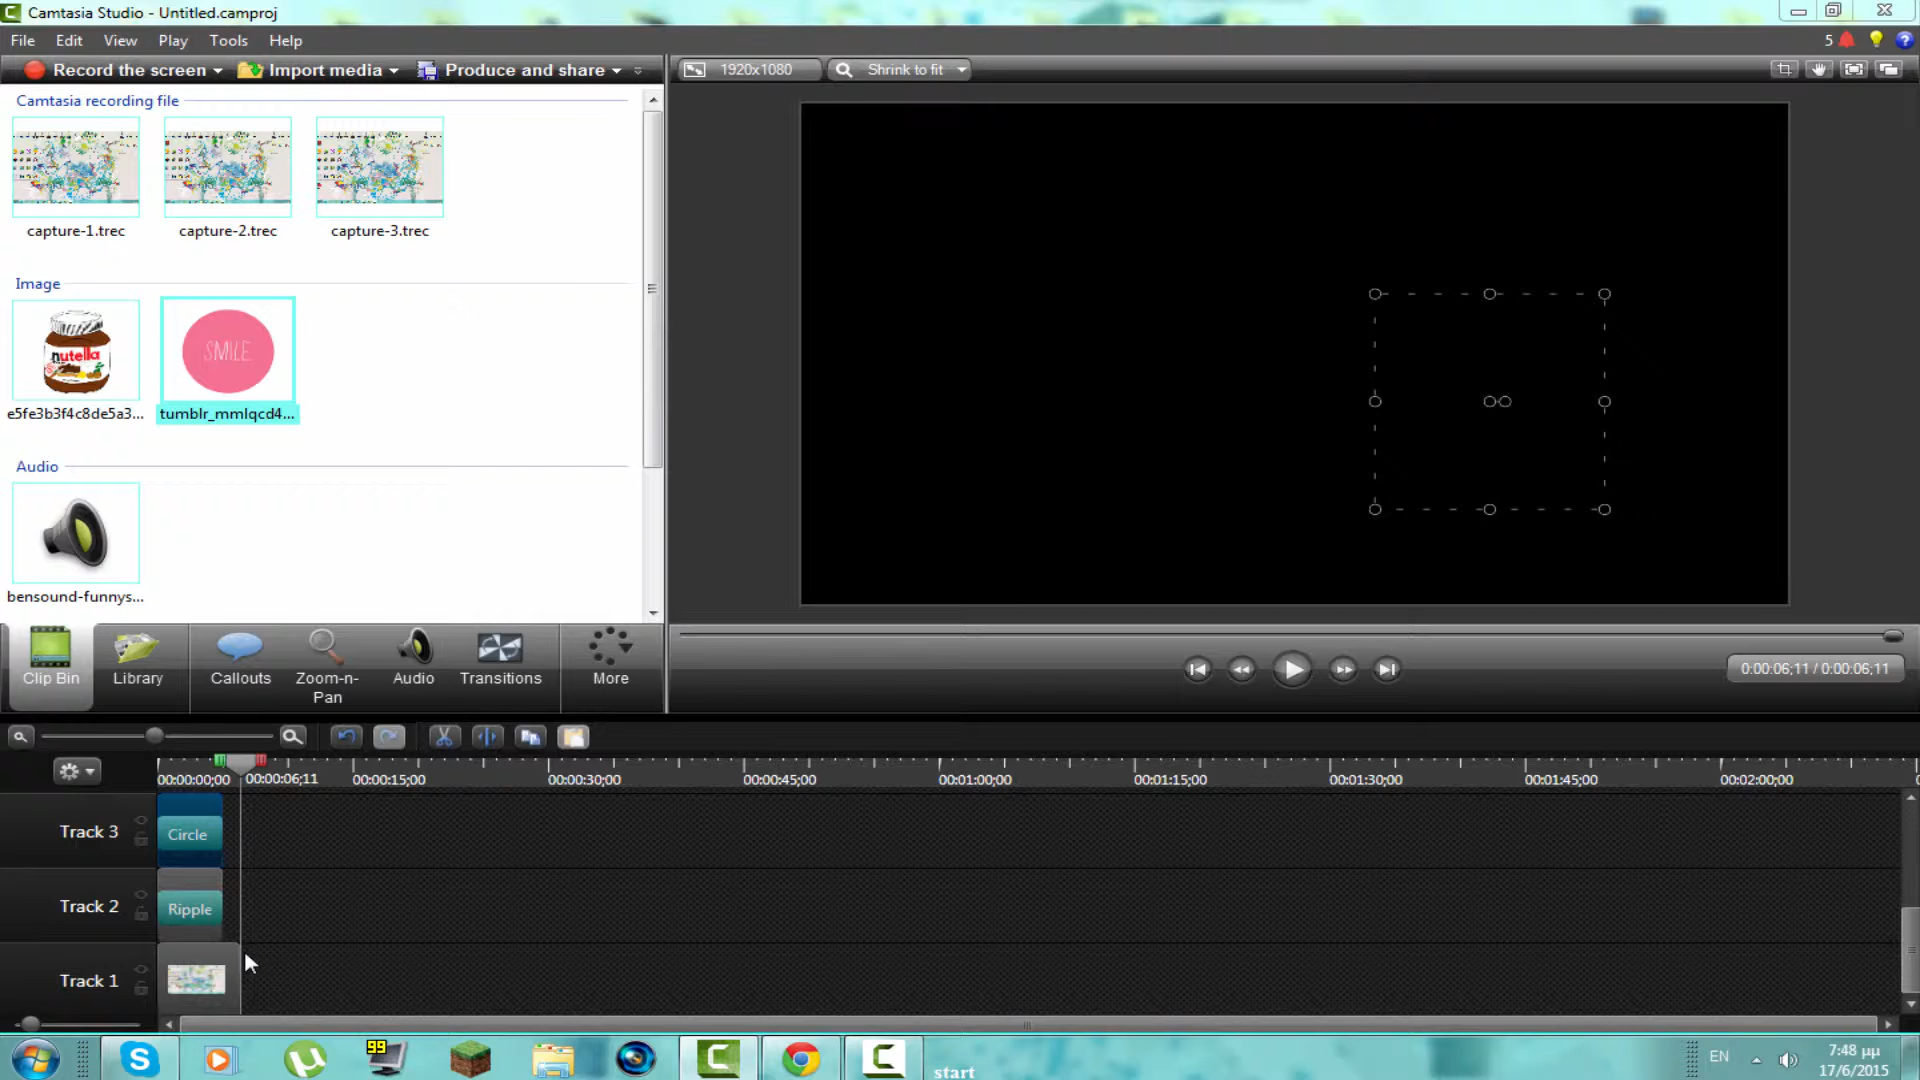 Camtasia Studio - Untitled.camproj
File Edit View Play Tools Help
5
Record the screen Import media Produce and share
1920x1080 Shrink to fit
Camtasia recording file
capture-1.trec capture-2.trec capture-3.trec
Image
nutella
SMILE
e5fe3b3f4c8de5a3... tumblr_mmlqcd4...
Audio
bensound-funnys...
Clip Bin Library Callouts Zoom-n-Pan Audio Transitions More
0:00:06;11 / 0:00:06;11
00:00:00;00 00:00:06;11 00:00:15;00 00:00:30;00 00:00:45;00 00:01:00;00 00:01:15;00 00:01:30;00 00:01:45;00 00:02:00;00
Track 3 Circle
Track 2 Ripple
Track 1
99
start
EN
7:48 μμ
17/6/2015